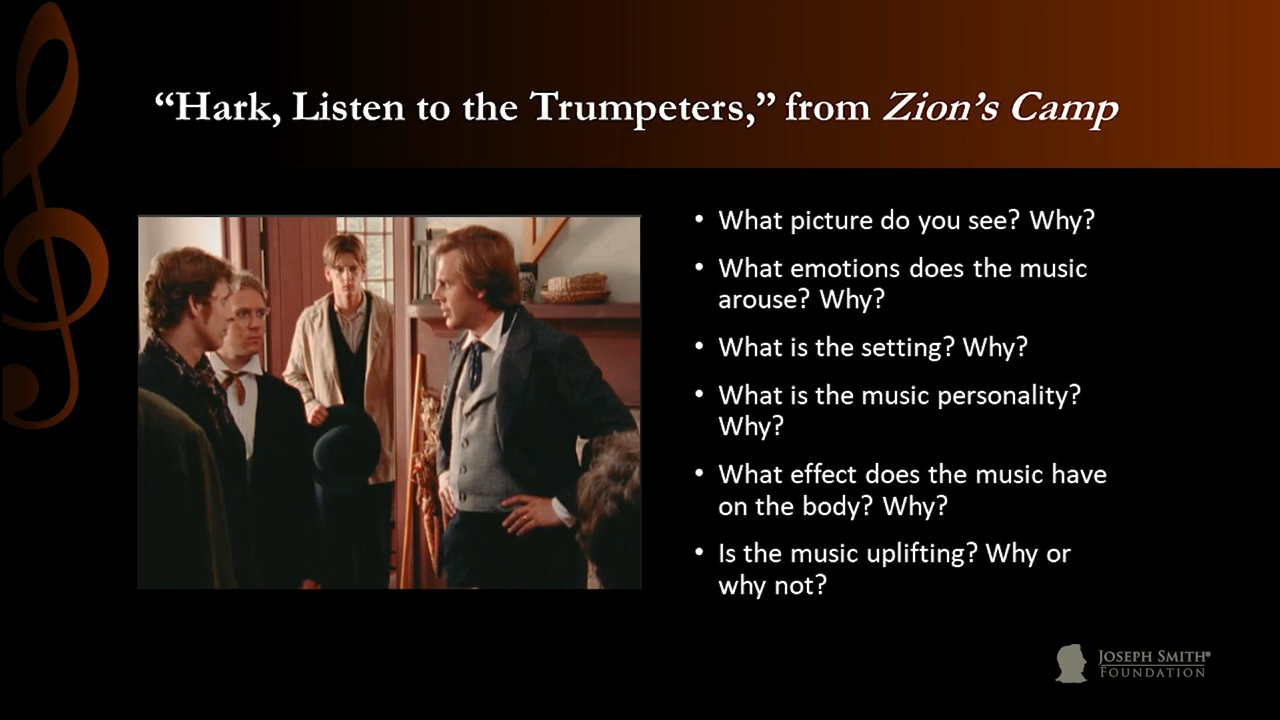 “Hark, Listen to the Trumpeters,” from Zion’s Camp
• What picture do you see? Why?
• What emotions does the music
arouse? Why?
• What is the setting? Why?
• What is the music personality?
Why?
• What effect does the music have
on the body? Why?
• Is the music uplifting? Why or
why not?
JOSEPH SMITH®
FOUNDATION